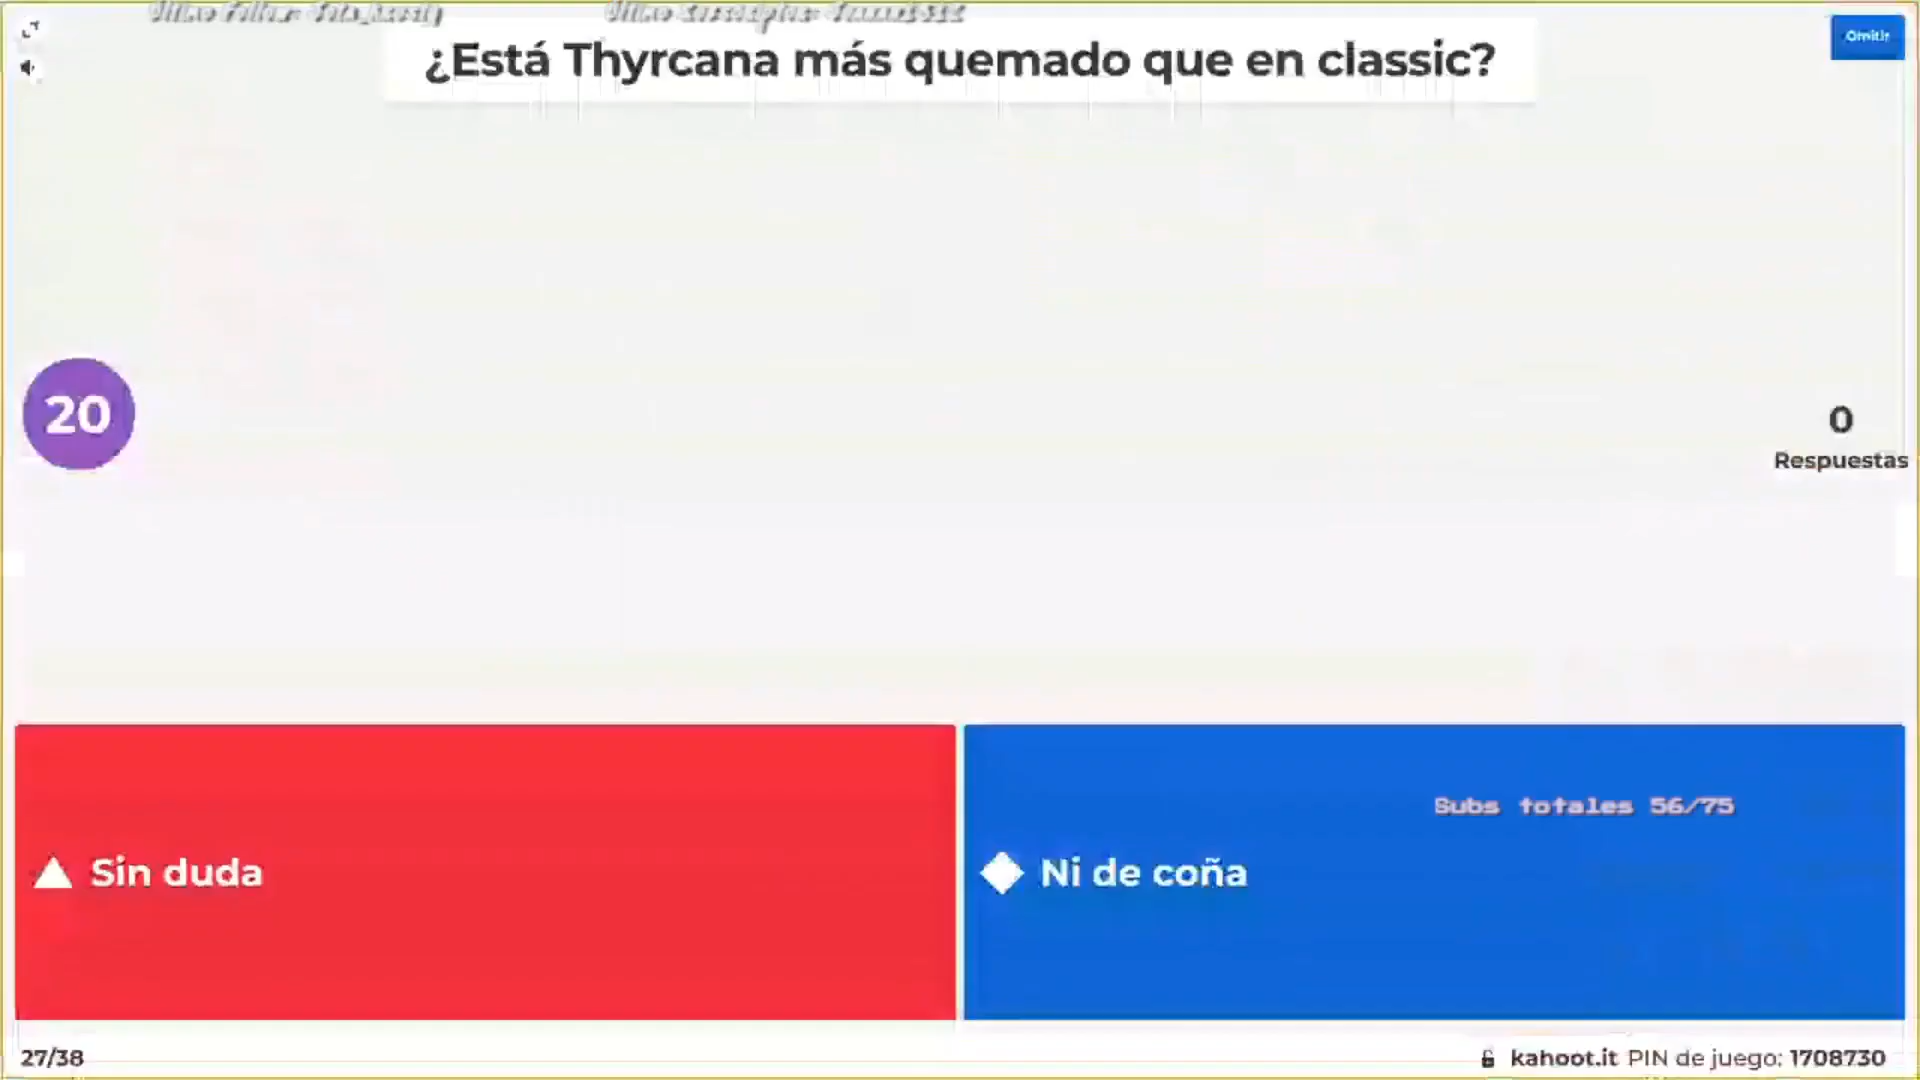 ¿Está Thyrcana más quemado que en classic?
Omitir
20
0
Respuestas
Subs totales 56/75
Sin duda
Ni de coña
27/38
kahoot.it PIN de juego: 1708730